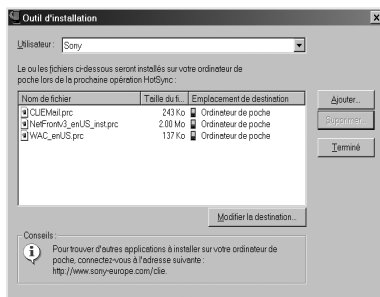 Outil d'installation
Utilisateur : Sony
Le ou les fichiers ci-dessous seront installés sur votre ordinateur de
poche lors de la prochaine opération HotSync :
Nom de fichier Taille du fi... Emplacement de destination
CLIEMail.prc 243 Ko Ordinateur de poche
NetFrontv3_enUS_inst.prc 2.00 Mo Ordinateur de poche
WAC_enUS.prc 137 Ko Ordinateur de poche
Ajouter...
Supprimer...
Terminé
Modifier la destination...
Conseils :
Pour trouver d'autres applications à installer sur votre ordinateur de
poche, connectez-vous à l'adresse suivante :
http://www.sony-europe.com/clie.